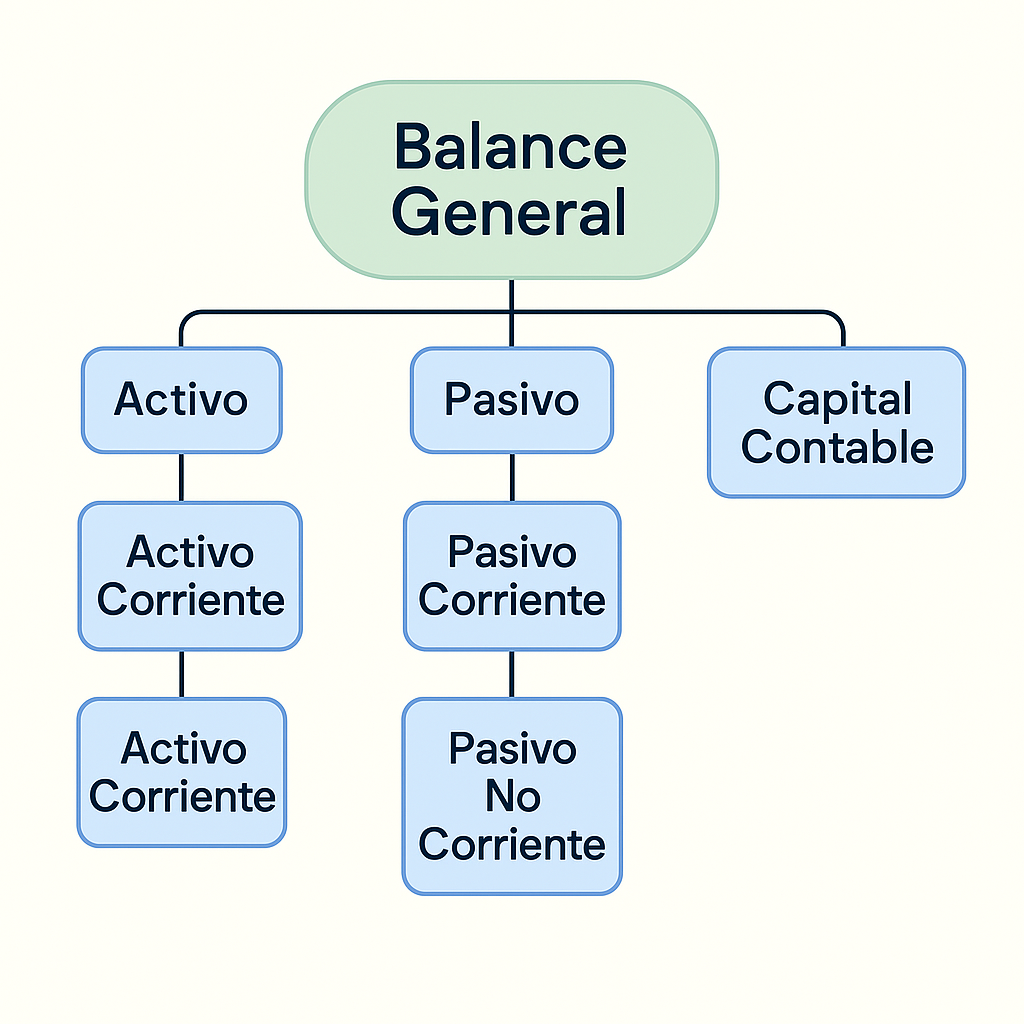 Balance
General
Activo
Pasivo
Capital
Contable
Activo
Corriente
Pasivo
Corriente
Activo
Corriente
Pasivo
No
Corriente